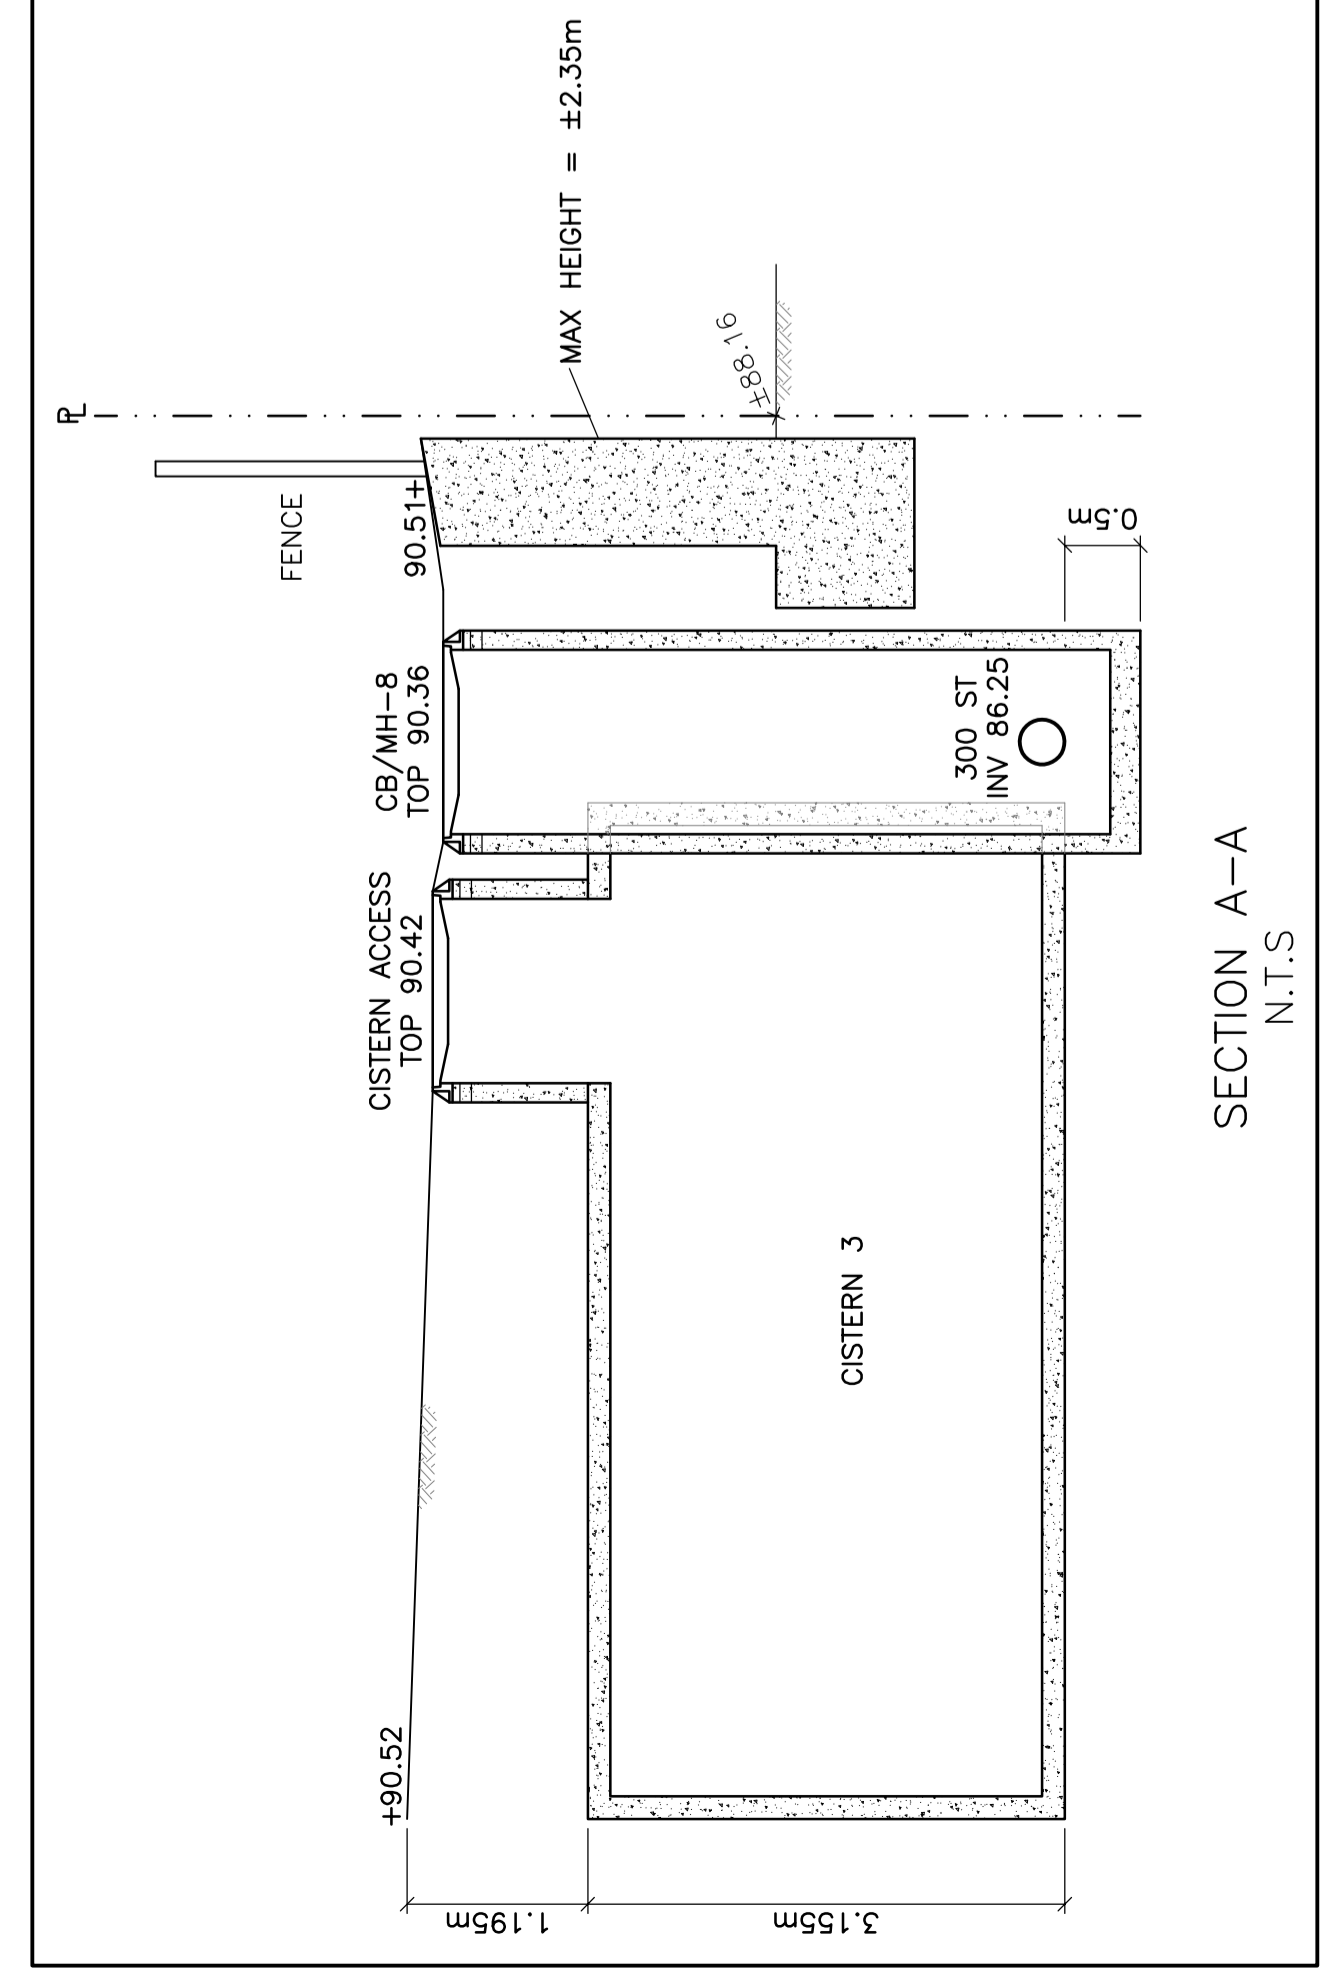 PL
FENCE
90.51+
MAX HEIGHT = ±2.35m
±88.16
CB/MH-8
TOP 90.36
CISTERN ACCESS
TOP 90.42
+90.52
300 ST
INV 86.25
0.5m
CISTERN 3
1.195m
3.155m
SECTION A-A
N.T.S